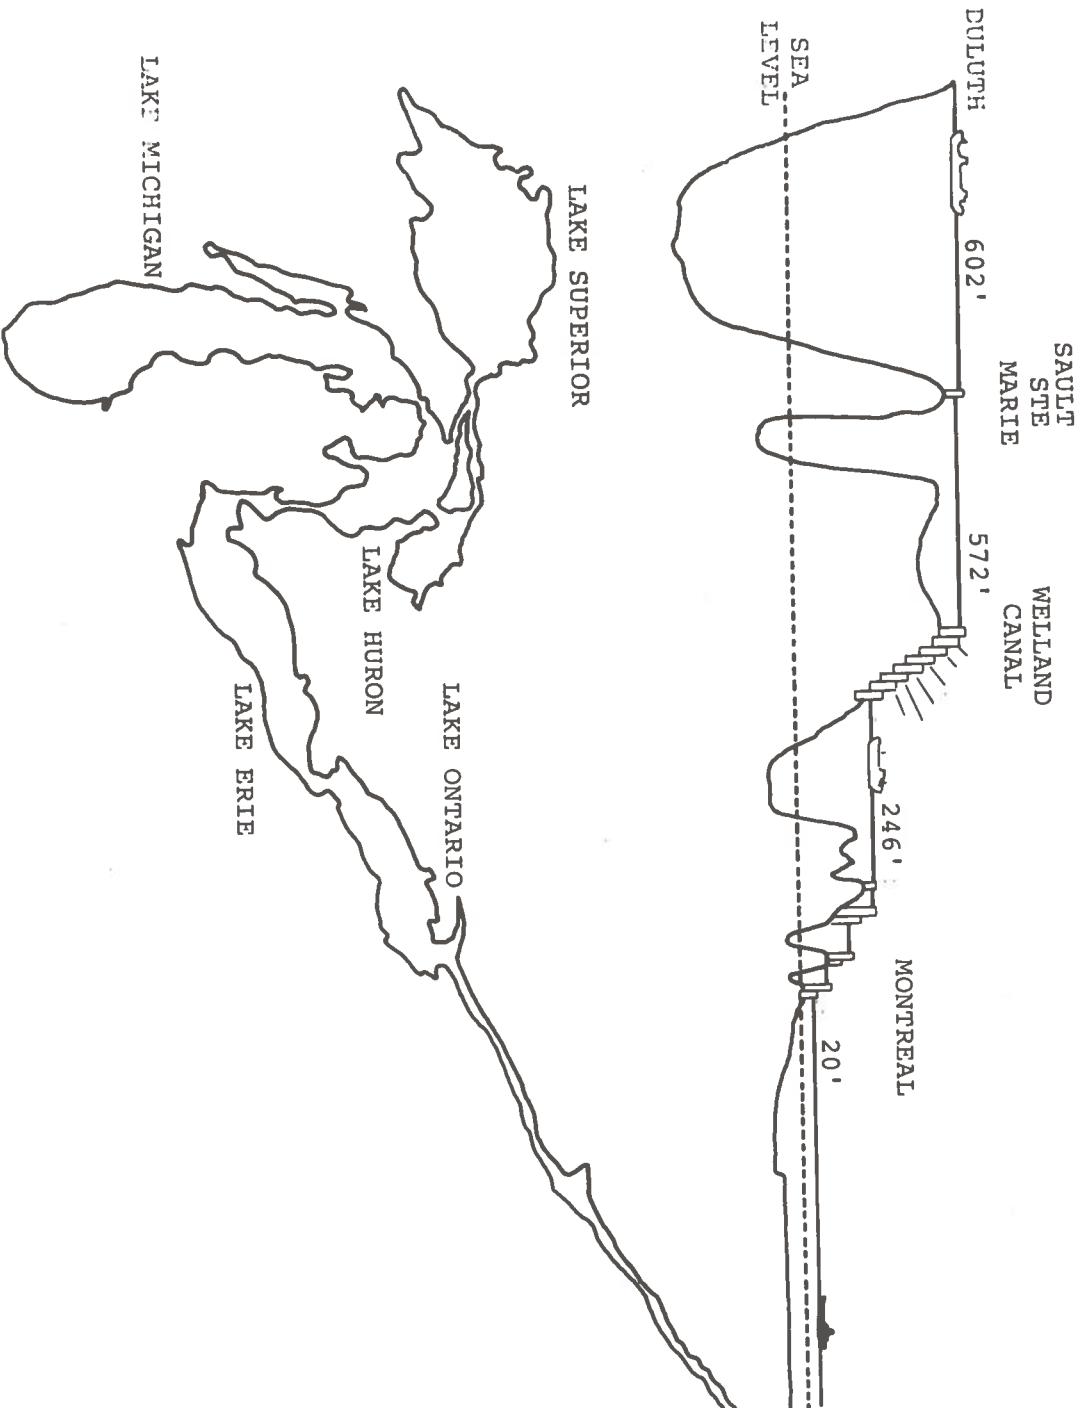 SAULT
STE
MARIE
WELLAND
CANAL
DULUTH
602'
572'
246'
MONTREAL
20'
SEA
LEVEL
LAKE SUPERIOR
LAKE ONTARIO
LAKE HURON
LAKE ERIE
LAKE MICHIGAN